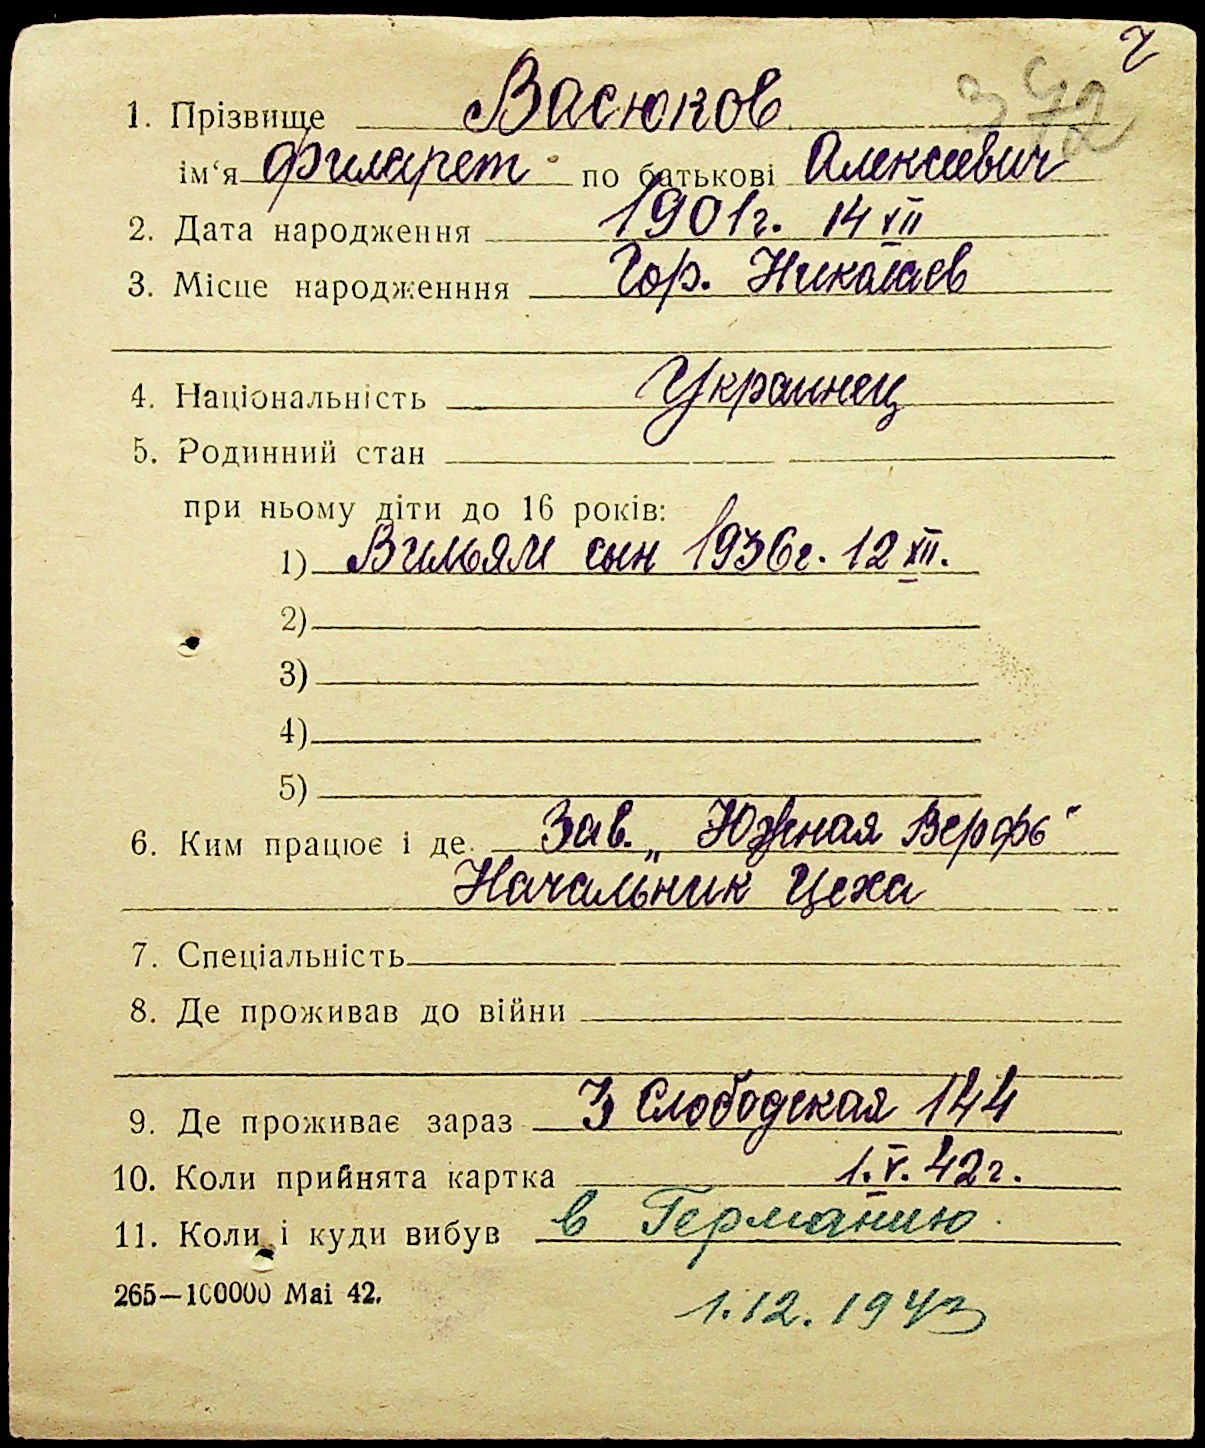 ч
372
1. Прізвище Васюков
ім‘я Филарет по батькові Алексеевич
2. Дата народження 1901г. 14 XII
3. Місце народженння Гор. Николаев
4. Національність Украинец
5. Родинний стан
при ньому діти до 16 років:
1) Вильям сын 1936г. 12 XII.
2)
3)
4)
5)
6. Ким працює і де Зав. „Южная Верфь“
Начальник Цеха
7. Спеціальність
8. Де проживав до війни
9. Де проживає зараз 3 Слободская 144
10. Коли прийнята картка 1. V. 42г.
11. Коли і куди вибув в Германию.
265—100000 Маі 42.
1.12.1943